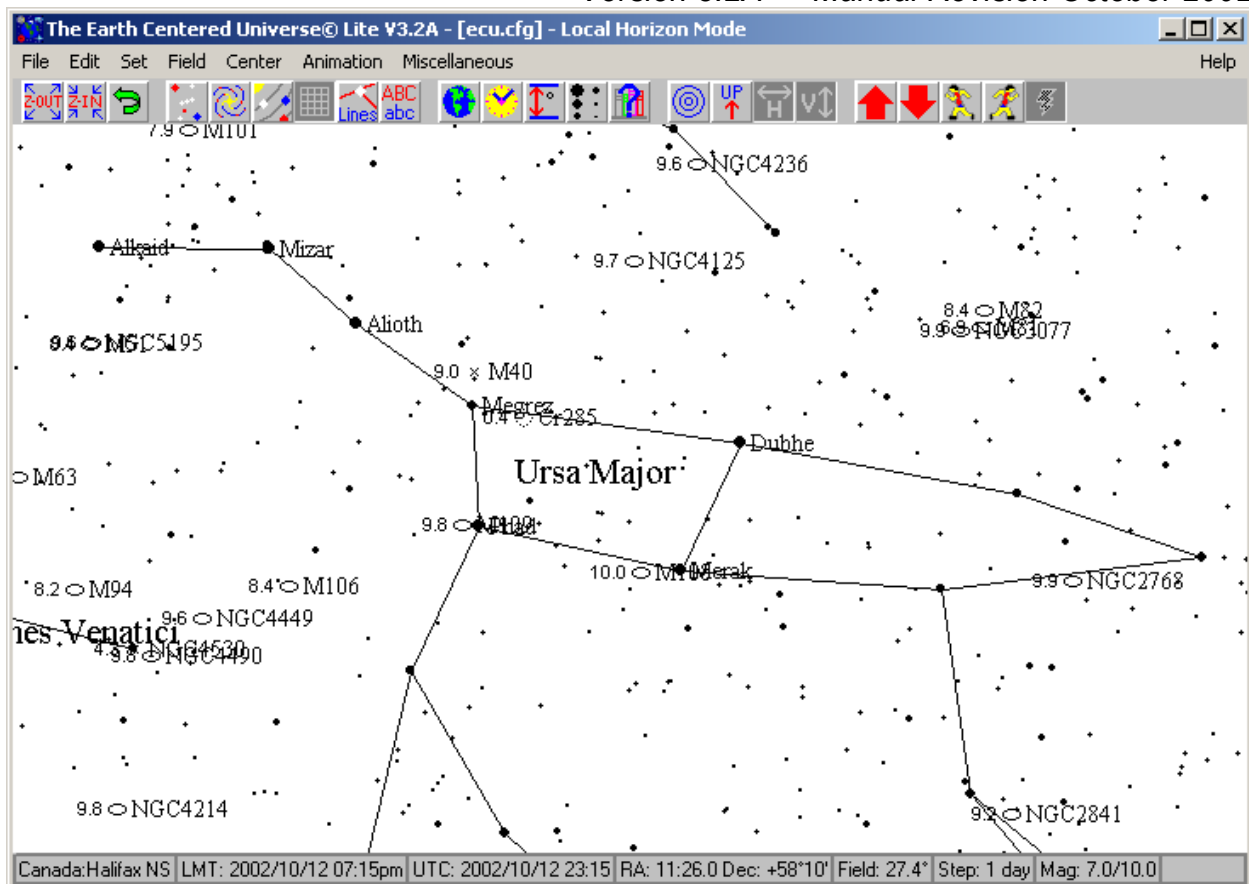 The Earth Centered Universe© Lite V3.2A - [ecu.cfg] - Local Horizon Mode
File Edit Set Field Center Animation Miscellaneous Help
Z-OUT Z-IN Lines ABC abc UP H V
7.9 M101
9.6 NGC4236
Alkaid Mizar
9.7 NGC4125
8.4 M82
Alioth
NGC5195
9.9
9.0 M40
Megrez
Cr285
Dubhe
Ursa Major
M63
9.8
10.0 Merak
9.9 NGC2768
8.2 M94
8.4 M106
9.6 NGC4449
nes Venatici
9.8 NGC4490
9.8 NGC4214
9.2 NGC2841
Canada:Halifax NS LMT: 2002/10/12 07:15pm UTC: 2002/10/12 23:15 RA: 11:26.0 Dec: +58°10' Field: 27.4° Step: 1 day Mag: 7.0/10.0